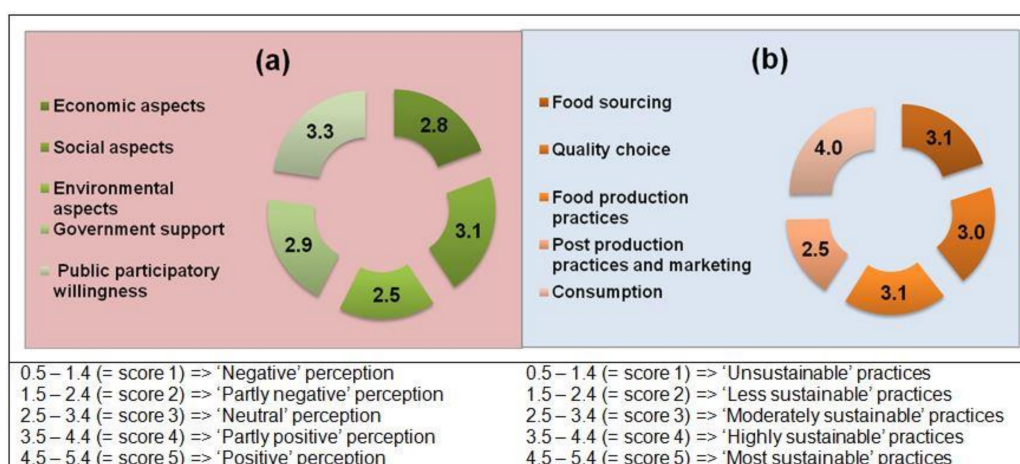 (a)
Economic aspects
Social aspects
Environmental
aspects
Government support
Public participatory
willingness
2.8
3.1
2.5
2.9
3.3
(b)
Food sourcing
Quality choice
Food production
practices
Post production
practices and marketing
Consumption
3.1
3.0
3.1
2.5
4.0
0.5 – 1.4 (= score 1) => ‘Negative’ perception
1.5 – 2.4 (= score 2) => ‘Partly negative’ perception
2.5 – 3.4 (= score 3) => ‘Neutral’ perception
3.5 – 4.4 (= score 4) => ‘Partly positive’ perception
4.5 – 5.4 (= score 5) => ‘Positive’ perception
0.5 – 1.4 (= score 1) => ‘Unsustainable’ practices
1.5 – 2.4 (= score 2) => ‘Less sustainable’ practices
2.5 – 3.4 (= score 3) => ‘Moderately sustainable’ practices
3.5 – 4.4 (= score 4) => ‘Highly sustainable’ practices
4.5 – 5.4 (= score 5) => ‘Most sustainable’ practices